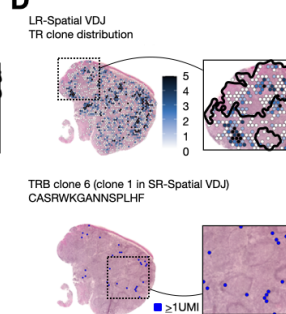 D
LR-Spatial VDJ
TR clone distribution
5
4
3
2
1
0
TRB clone 6 (clone 1 in SR-Spatial VDJ)
CASRWKGANNSPLHF
≥1UMI